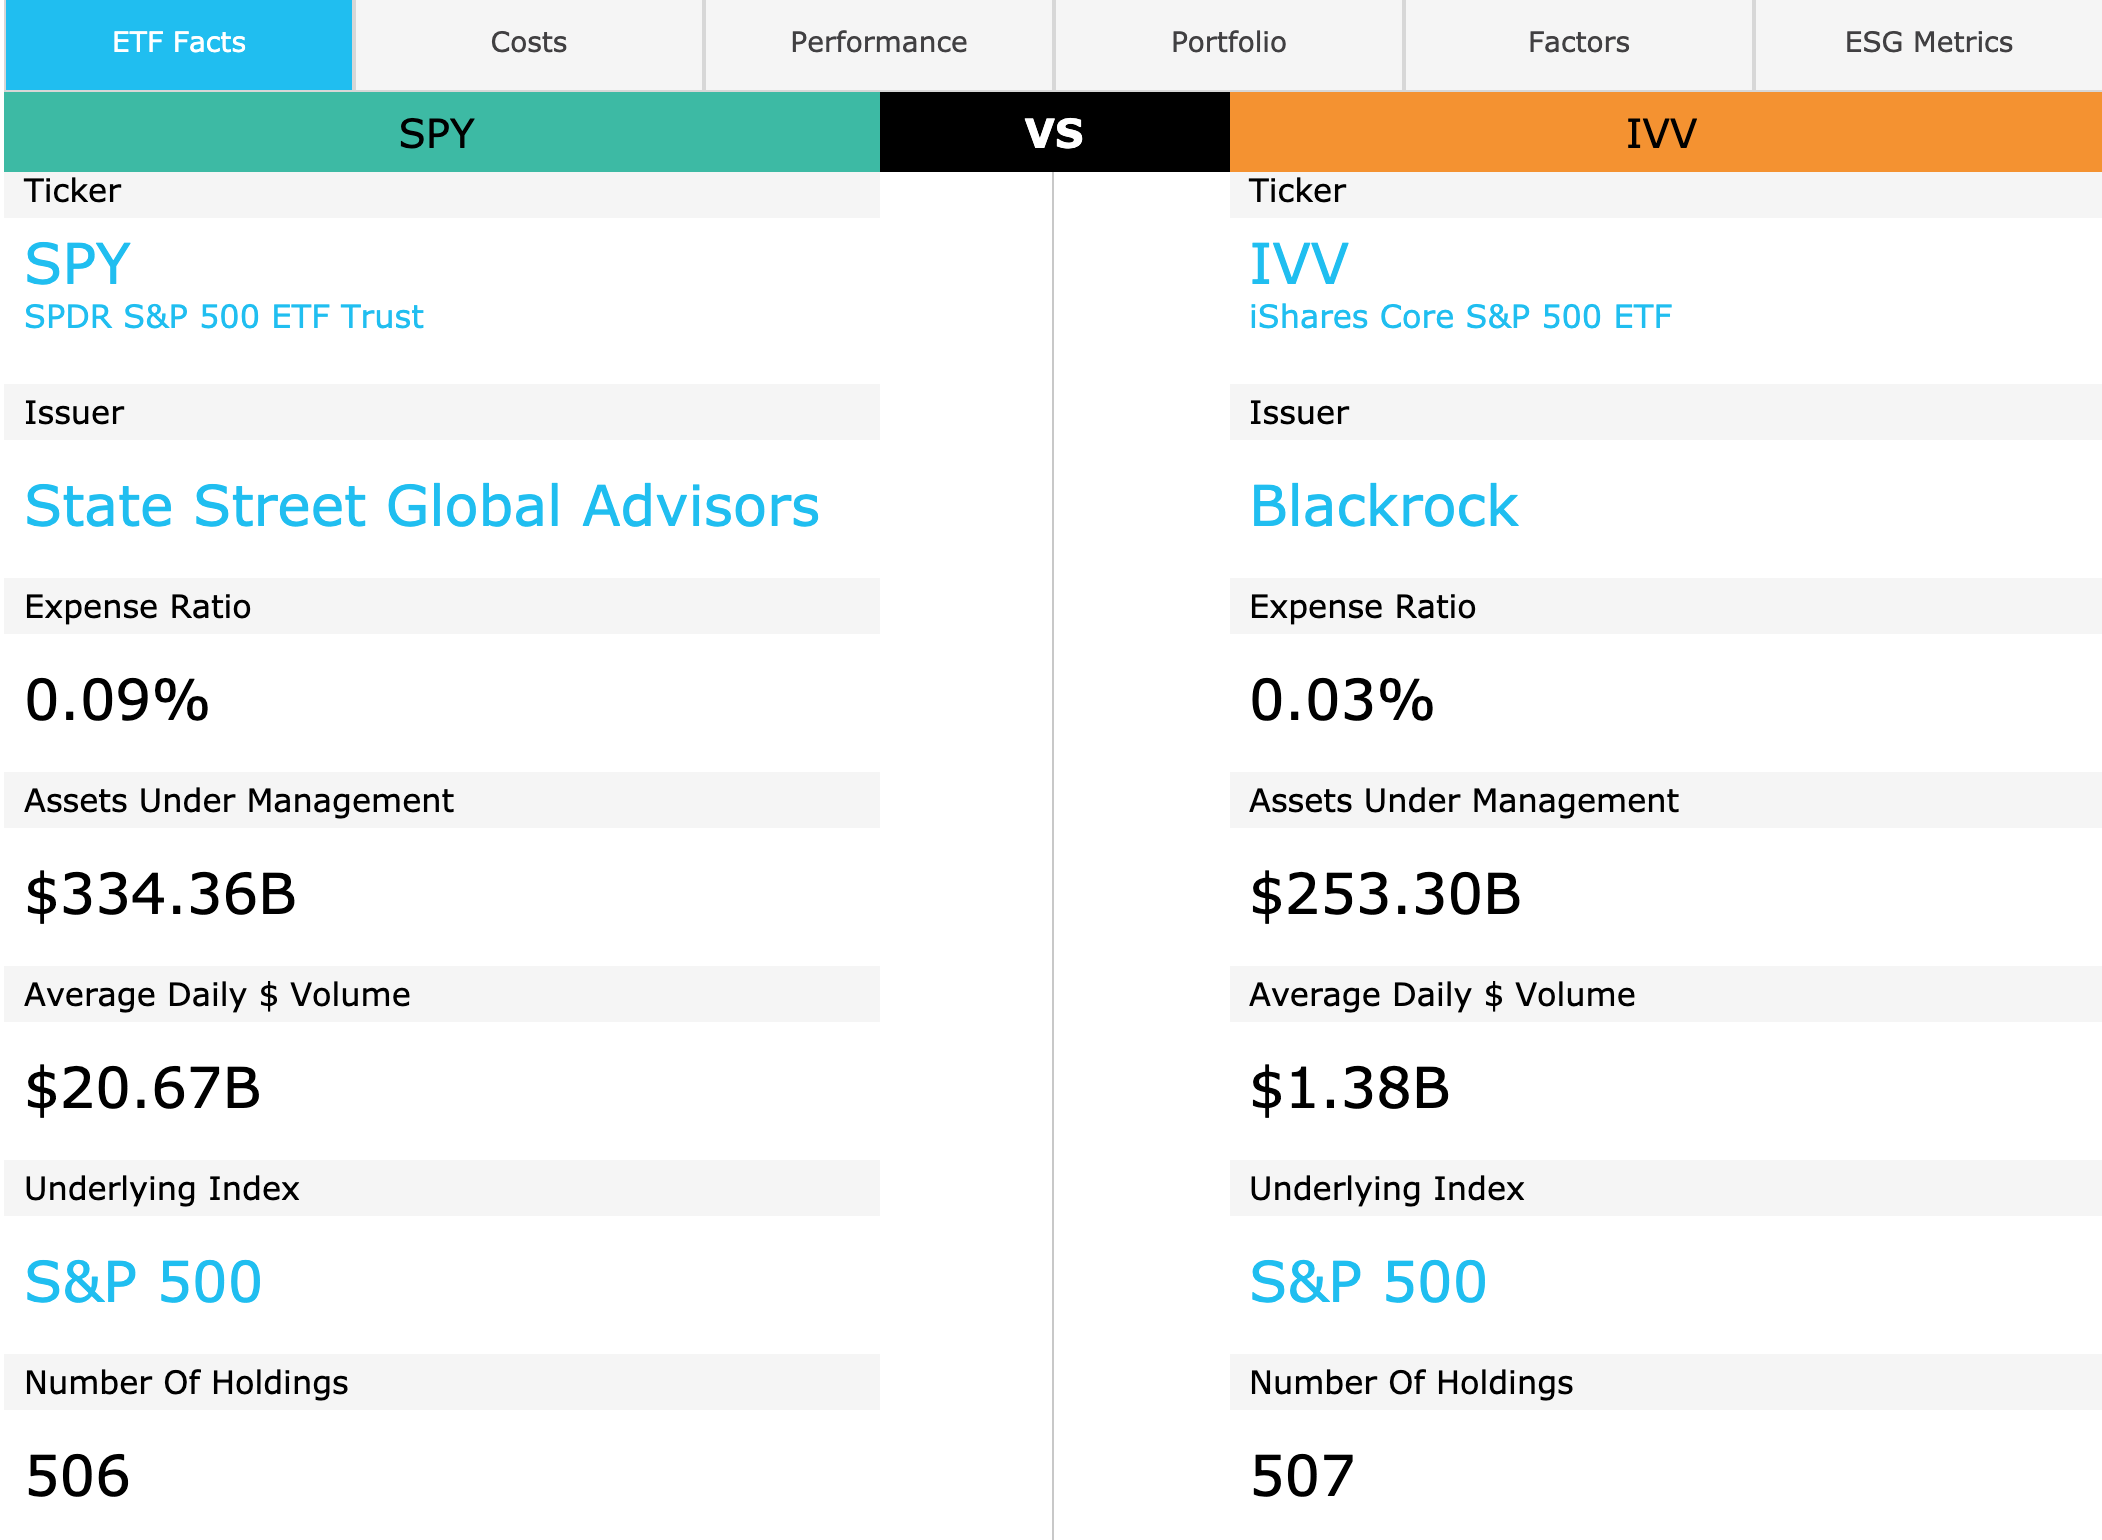 ETF Facts Costs Performance Portfolio Factors ESG Metrics
SPY VS IVV
Ticker
SPY
SPDR S&P 500 ETF Trust
Issuer
State Street Global Advisors
Expense Ratio
0.09%
Assets Under Management
$334.36B
Average Daily $ Volume
$20.67B
Underlying Index
S&P 500
Number Of Holdings
506
Ticker
IVV
iShares Core S&P 500 ETF
Issuer
Blackrock
Expense Ratio
0.03%
Assets Under Management
$253.30B
Average Daily $ Volume
$1.38B
Underlying Index
S&P 500
Number Of Holdings
507